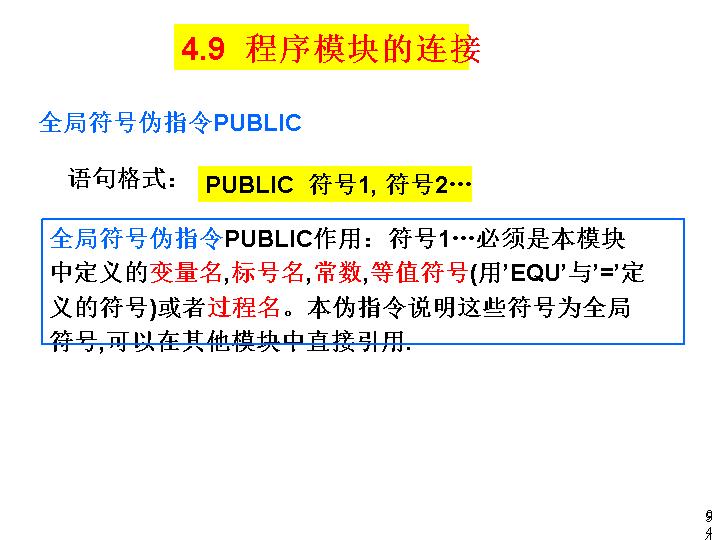 4.9 程序模块的连接
全局符号伪指令PUBLIC
语句格式： PUBLIC 符号1, 符号2…
全局符号伪指令PUBLIC作用：符号1…必须是本模块
中定义的变量名,标号名,常数,等值符号(用’EQU’与’=’定
义的符号)或者过程名。本伪指令说明这些符号为全局
符号,可以在其他模块中直接引用.